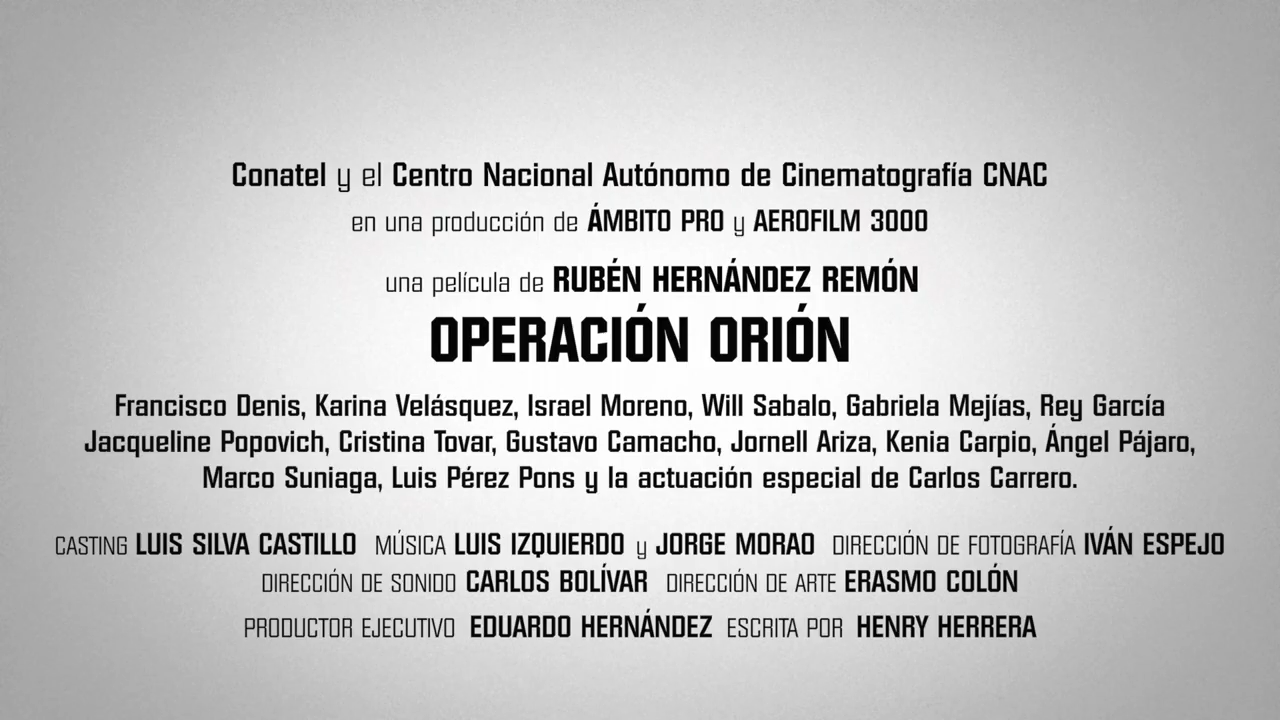 Conatel y el Centro Nacional Autónomo de Cinematografía CNAC
en una producción de ÁMBITO PRO y AEROFILM 3000
una película de RUBÉN HERNÁNDEZ REMÓN
OPERACIÓN ORIÓN
Francisco Denis, Karina Velásquez, Israel Moreno, Will Sabalo, Gabriela Mejías, Rey García
Jacqueline Popovich, Cristina Tovar, Gustavo Camacho, Jornell Ariza, Kenia Carpio, Ángel Pájaro,
Marco Suniaga, Luis Pérez Pons y la actuación especial de Carlos Carrero.
CASTING LUIS SILVA CASTILLO MÚSICA LUIS IZQUIERDO y JORGE MORAO DIRECCIÓN DE FOTOGRAFÍA IVÁN ESPEJO
DIRECCIÓN DE SONIDO CARLOS BOLÍVAR DIRECCIÓN DE ARTE ERASMO COLÓN
PRODUCTOR EJECUTIVO EDUARDO HERNÁNDEZ ESCRITA POR HENRY HERRERA